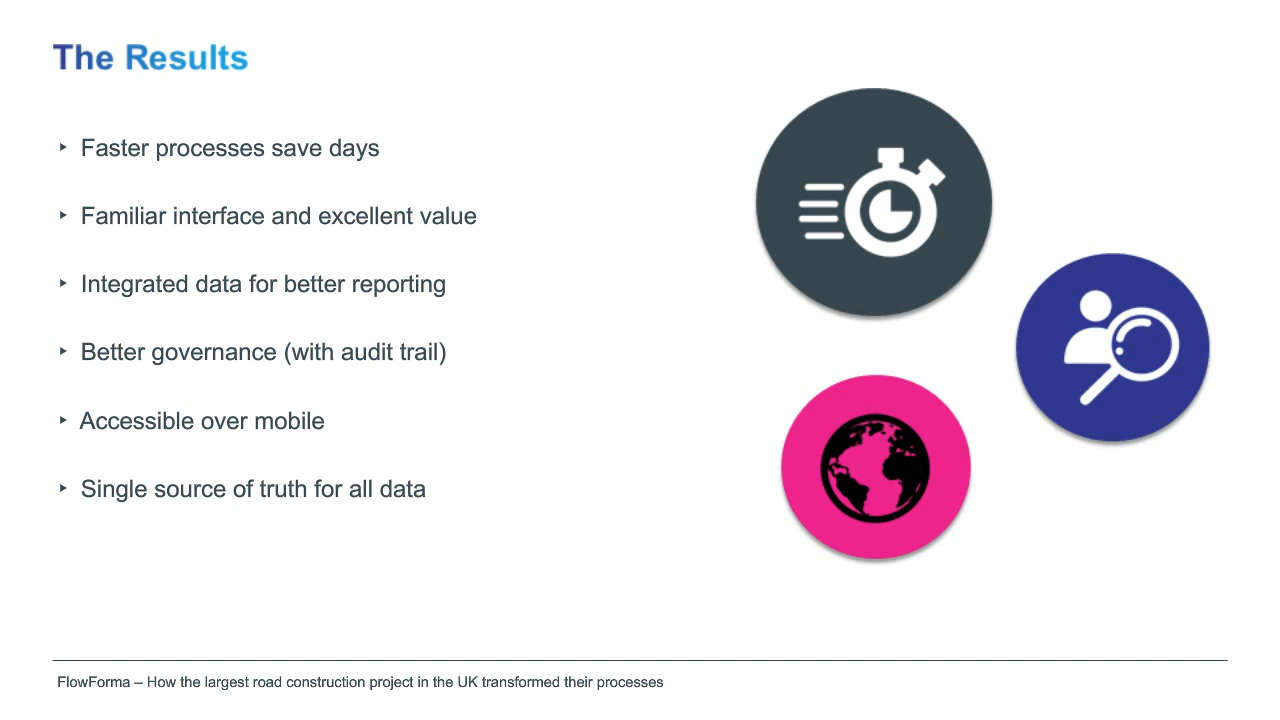 The Results
‣ Faster processes save days
‣ Familiar interface and excellent value
‣ Integrated data for better reporting
‣ Better governance (with audit trail)
‣ Accessible over mobile
‣ Single source of truth for all data
FlowForma – How the largest road construction project in the UK transformed their processes